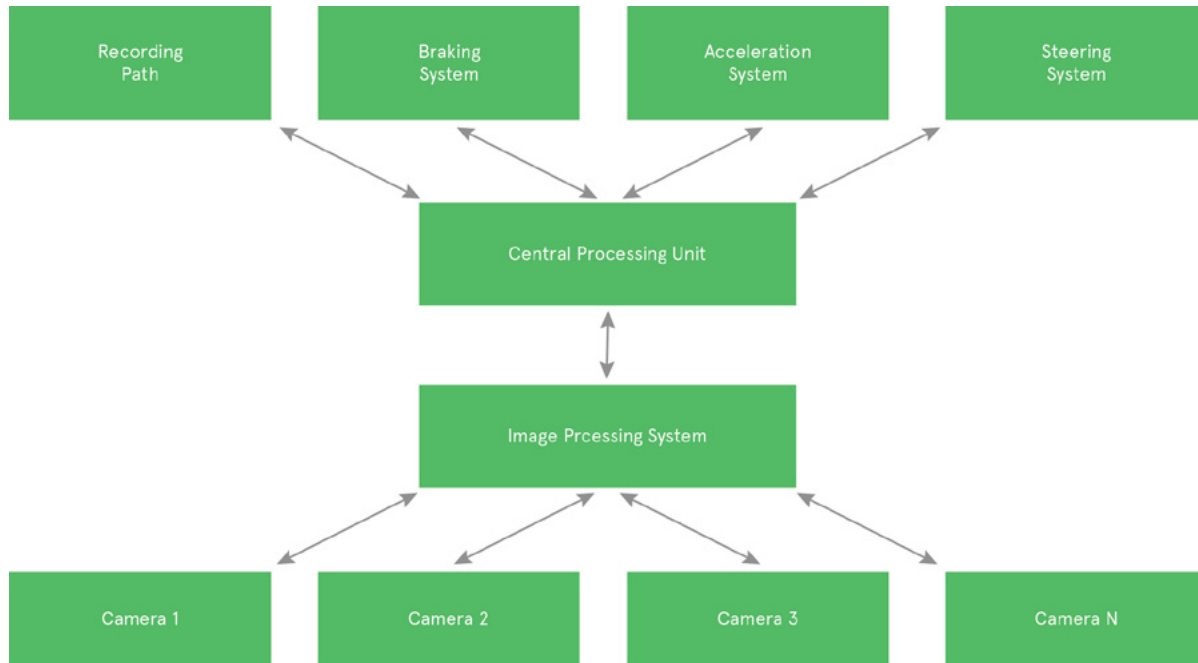 Recording
Path
Braking
System
Acceleration
System
Steering
System
Central Processing Unit
Image Prcessing System
Camera 1
Camera 2
Camera 3
Camera N